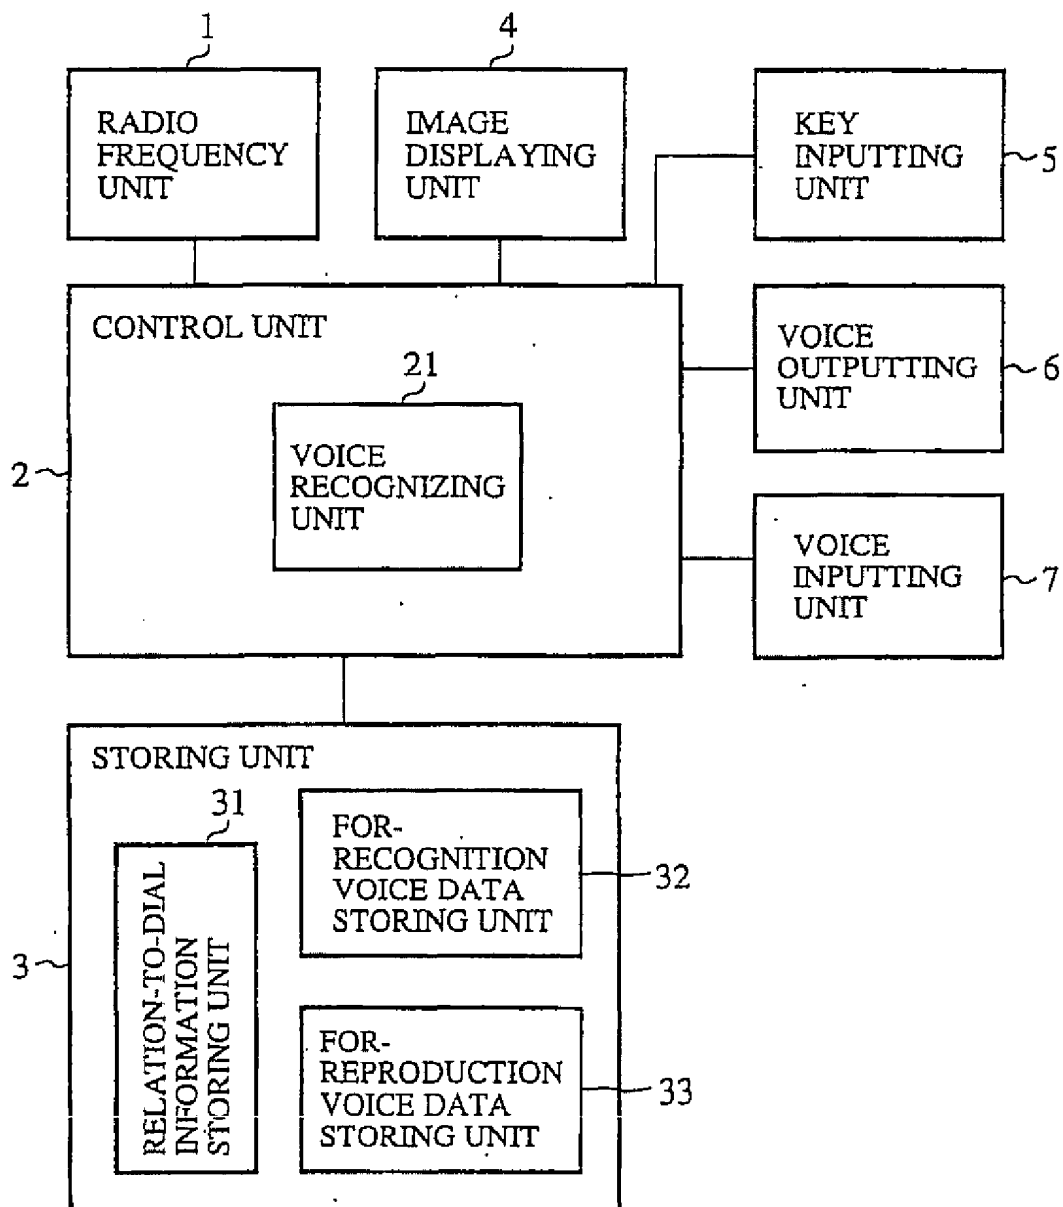 1
RADIO
FREQUENCY
UNIT
4
IMAGE
DISPLAYING
UNIT
KEY
INPUTTING
UNIT
5
CONTROL UNIT
2
21
VOICE
RECOGNIZING
UNIT
VOICE
OUTPUTTING
UNIT
6
VOICE
INPUTTING
UNIT
7
STORING UNIT
3
31
RELATION-TO-DIAL
INFORMATION
STORING UNIT
FOR-
RECOGNITION
VOICE DATA
STORING UNIT
32
FOR-
REPRODUCTION
VOICE DATA
STORING UNIT
33